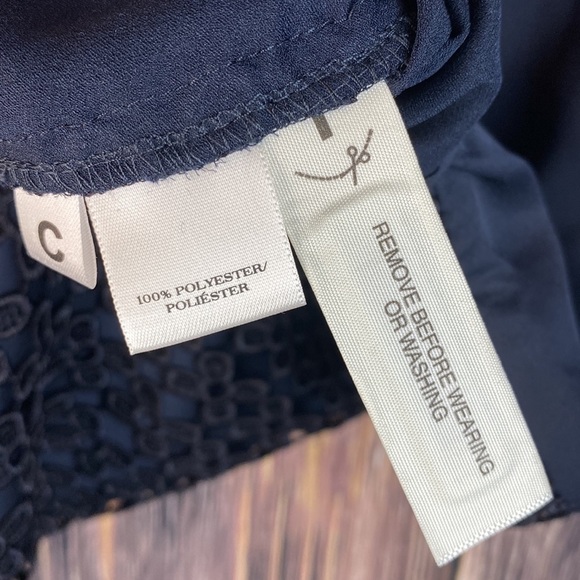 C
100% POLYESTER/
POLIÉSTER
REMOVE BEFORE WEARING
OR WASHING